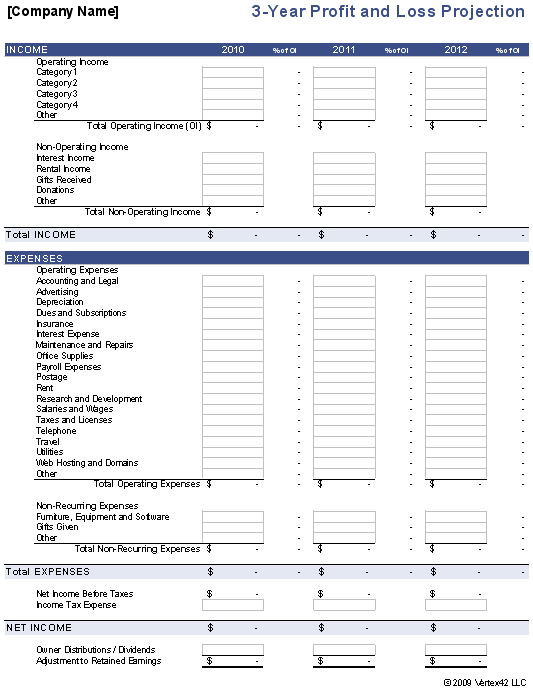 [Company Name] 3-Year Profit and Loss Projection
INCOME 2010 % of OI 2011 % of OI 2012 % of OI
Operating Income
Category 1 - - -
Category 2 - - -
Category 3 - - -
Category 4 - - -
Other - - -
Total Operating Income (OI) $ - - $ - - $ - -
Non-Operating Income
Interest Income
Rental Income
Gifts Received
Donations
Other
Total Non-Operating Income $ - $ - $ -
Total INCOME $ - - $ - - $ - -
EXPENSES
Operating Expenses
Accounting and Legal - - -
Advertising - - -
Depreciation - - -
Dues and Subscriptions - - -
Insurance - - -
Interest Expense - - -
Maintenance and Repairs - - -
Office Supplies - - -
Payroll Expenses - - -
Postage - - -
Rent - - -
Research and Development - - -
Salaries and Wages - - -
Taxes and Licenses - - -
Telephone - - -
Travel - - -
Utilities - - -
Web Hosting and Domains - - -
Other - - -
Total Operating Expenses $ - - $ - - $ - -
Non-Recurring Expenses
Furniture, Equipment and Software - - -
Gifts Given - - -
Other - - -
Total Non-Recurring Expenses $ - - $ - - $ - -
Total EXPENSES $ - - $ - - $ - -
Net Income Before Taxes $ - $ - $ -
Income Tax Expense
NET INCOME $ - $ - $ -
Owner Distributions / Dividends
Adjustment to Retained Earnings $ - $ - $ -
© 2009 Vertex42 LLC